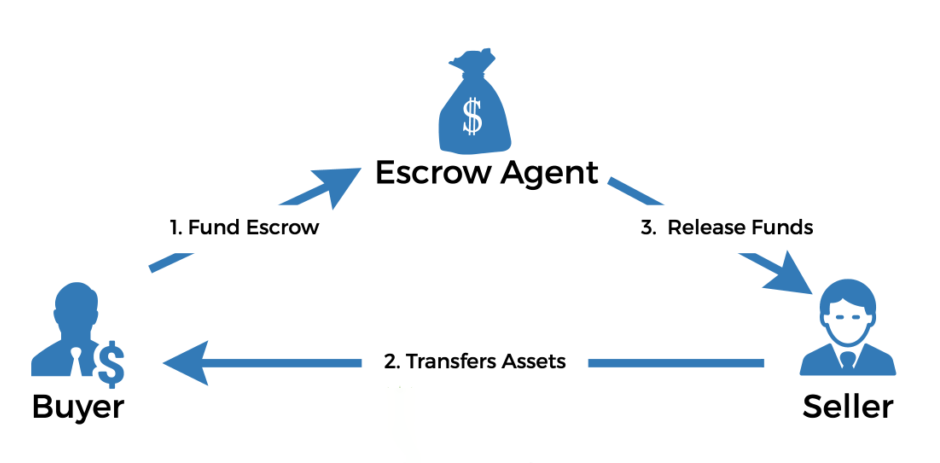 $
Escrow Agent
1. Fund Escrow
3. Release Funds
$
2. Transfers Assets
Buyer
Seller